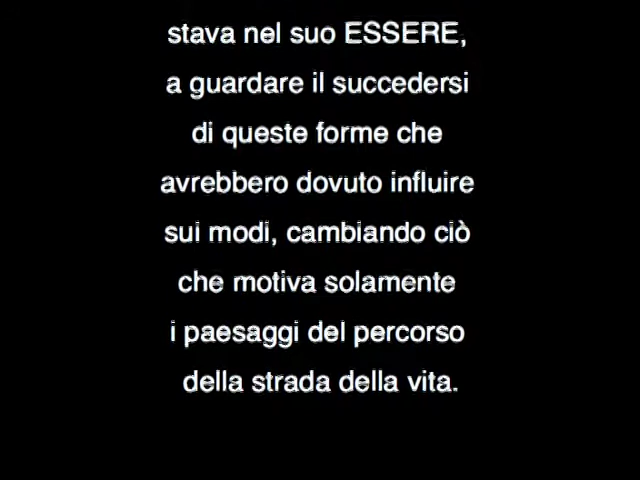 stava nel suo ESSERE,
a guardare il succedersi
di queste forme che
avrebbero dovuto influire
sui modi, cambiando ciò
che motiva solamente
i paesaggi del percorso
della strada della vita.